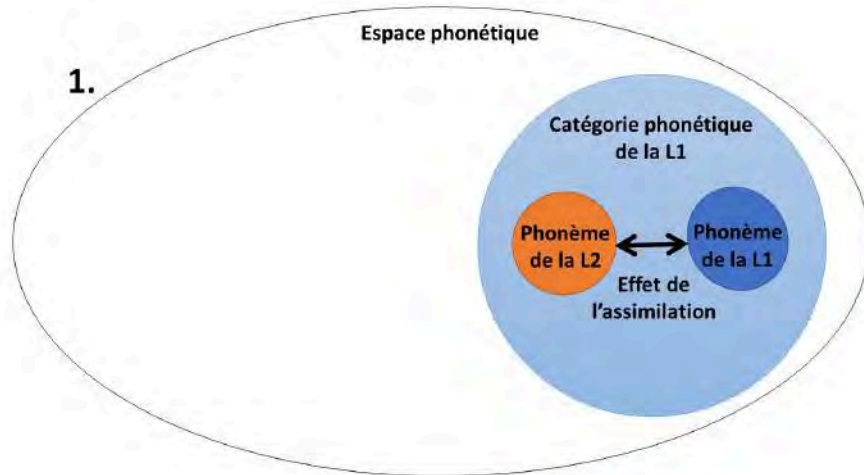 Espace phonétique
1.
Catégorie phonétique
de la L1
Phonème
de la L2
Phonème
de la L1
Effet de
l'assimilation